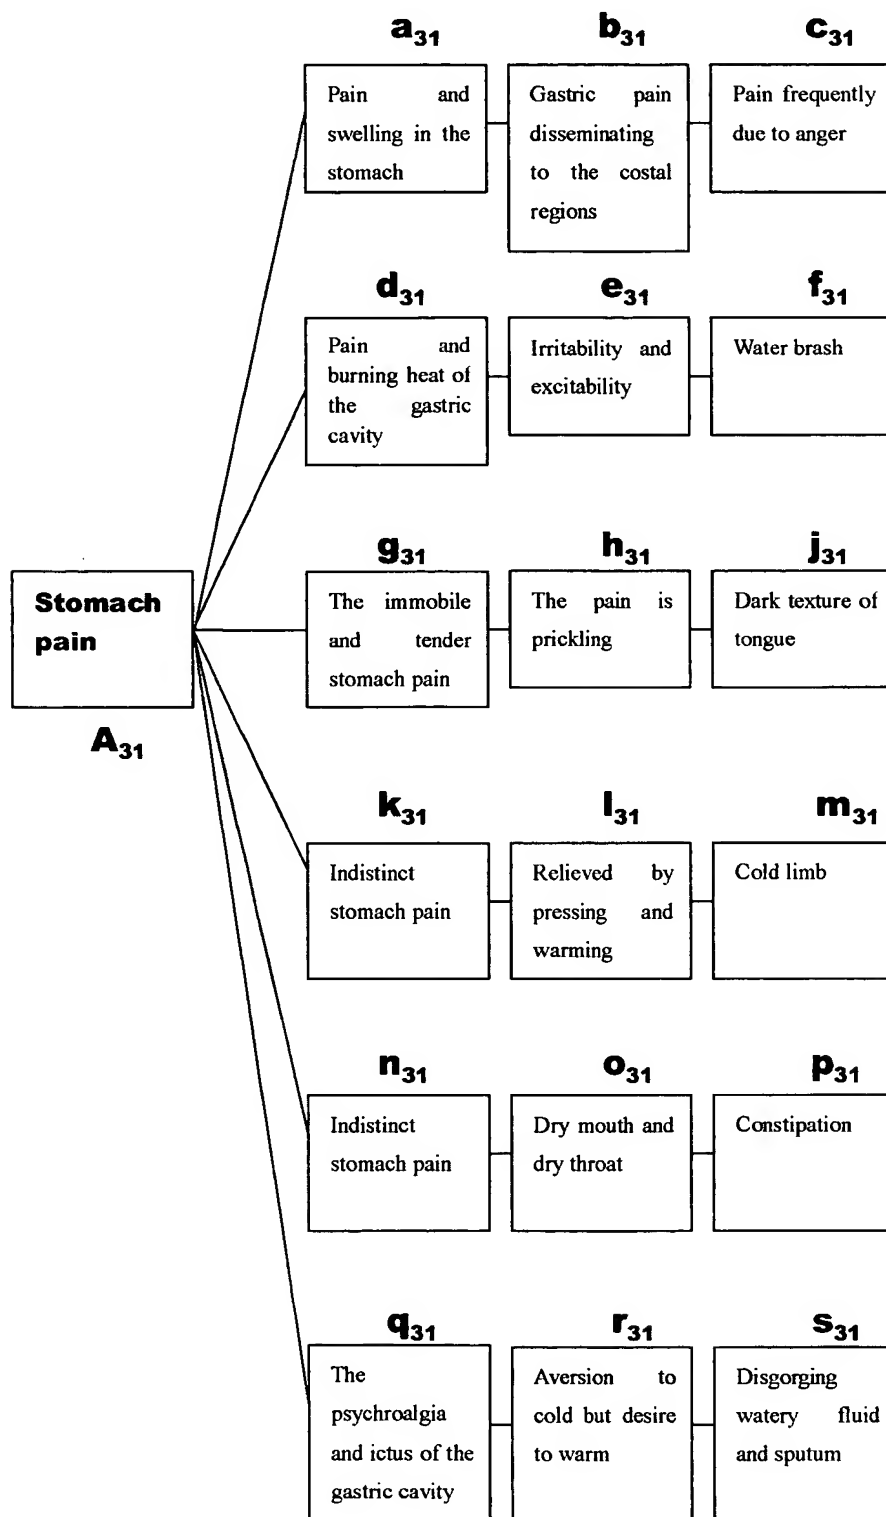 a31 b31 c31
Pain and
swelling in the
stomach
Gastric pain
disseminating
to the costal
regions
Pain frequently
due to anger
d31 e31 f31
Pain and
burning heat of
the gastric
cavity
Irritability and
excitability
Water brash
g31 h31 j31
Stomach
pain
A31
The immobile
and tender
stomach pain
The pain is
prickling
Dark texture of
tongue
k31 l31 m31
Indistinct
stomach pain
Relieved by
pressing and
warming
Cold limb
n31 o31 p31
Indistinct
stomach pain
Dry mouth and
dry throat
Constipation
q31 r31 s31
The
psychroalgia
and ictus of the
gastric cavity
Aversion to
cold but desire
to warm
Disgorging
watery fluid
and sputum